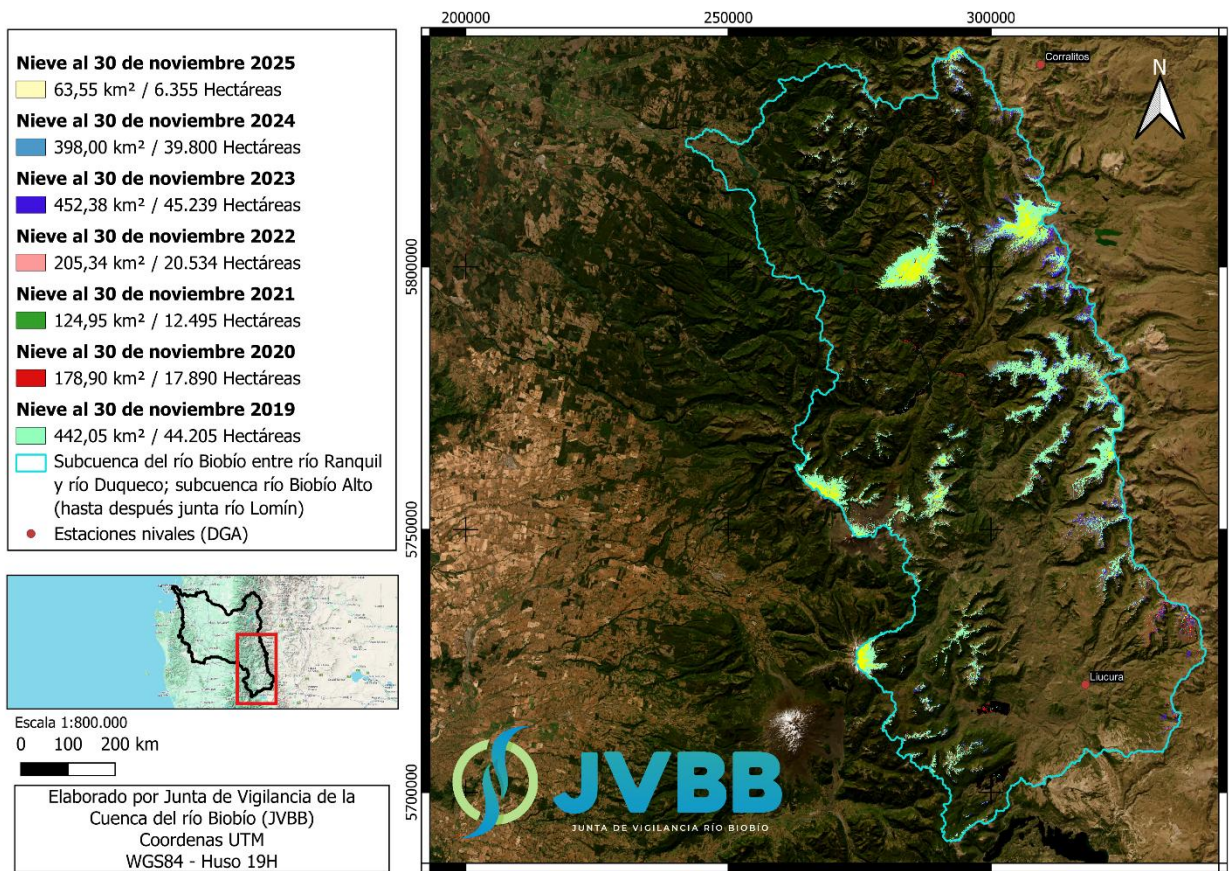 Nieve al 30 de noviembre 2025
63,55 km² / 6.355 Hectáreas
Nieve al 30 de noviembre 2024
398,00 km² / 39.800 Hectáreas
Nieve al 30 de noviembre 2023
452,38 km² / 45.239 Hectáreas
Nieve al 30 de noviembre 2022
205,34 km² / 20.534 Hectáreas
Nieve al 30 de noviembre 2021
124,95 km² / 12.495 Hectáreas
Nieve al 30 de noviembre 2020
178,90 km² / 17.890 Hectáreas
Nieve al 30 de noviembre 2019
442,05 km² / 44.205 Hectáreas
Subcuenca del río Biobío entre río Ranquil
y río Duqueco; subcuenca río Biobío Alto
(hasta después junta río Lomín)
Estaciones nivales (DGA)
Escala 1:800.000
0 100 200 km
Elaborado por Junta de Vigilancia de la
Cuenca del río Biobío (JVBB)
Coordenas UTM
WGS84 - Huso 19H
200000 250000 300000
Corralitos
N
5800000 5800000
5750000 5750000
Liucura
5700000 5700000
JVBB
JUNTA DE VIGILANCIA RÍO BIOBÍO
200000 250000 300000